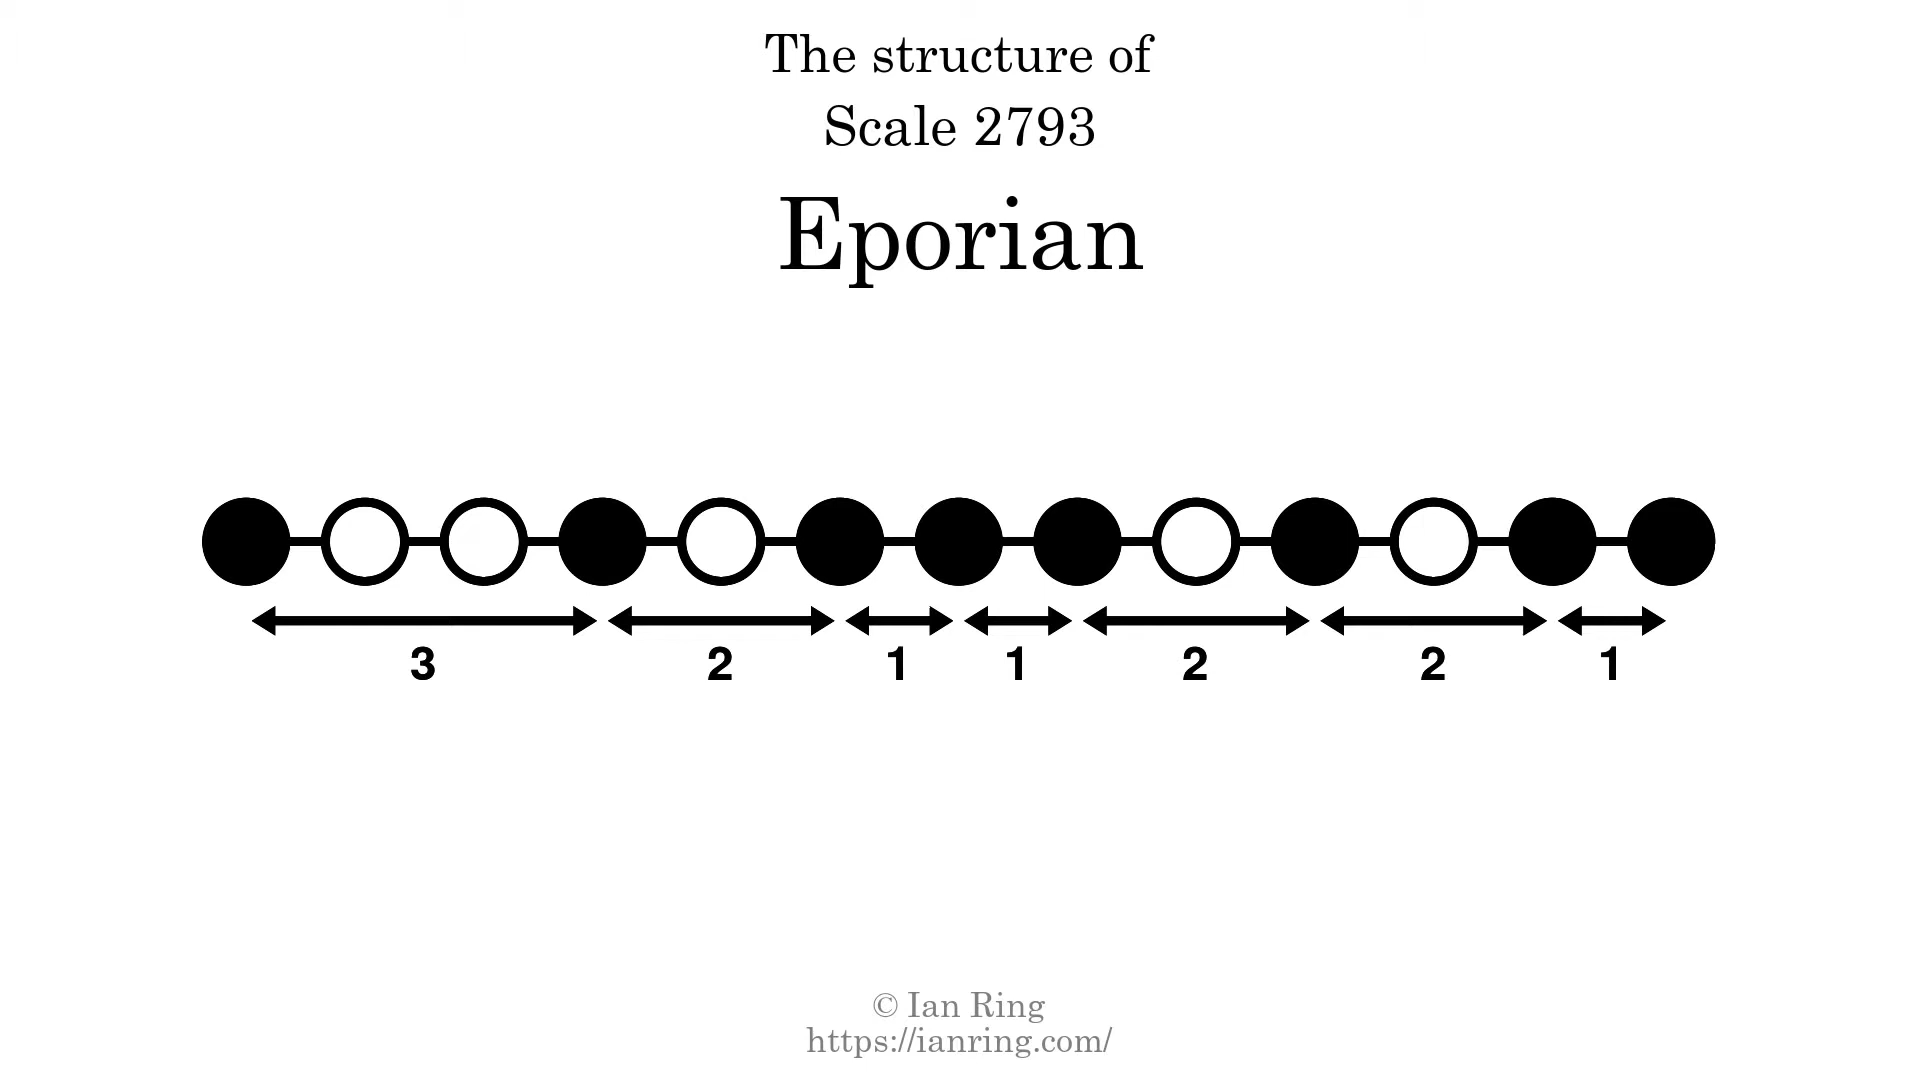 The structure of
Scale 2793
Eporian
3 2 1 1 2 2 1
© Ian Ring
https://ianring.com/